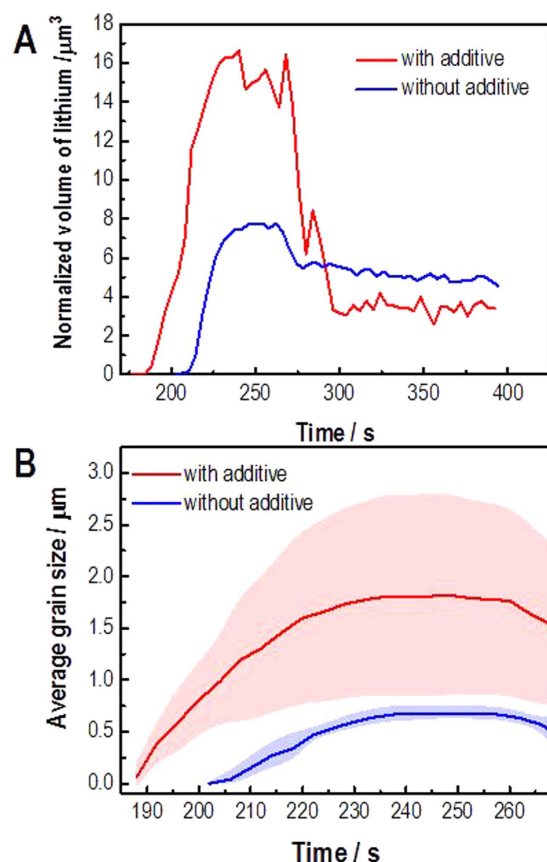 A
Normalized volume of lithium /μm³
18
16
14
12
10
8
6
4
2
0
with additive
without additive
200 250 300 350 400
Time / s
B
Average grain size / μm
3.0
2.5
2.0
1.5
1.0
0.5
0.0
with additive
without additive
190 200 210 220 230 240 250 260
Time / s